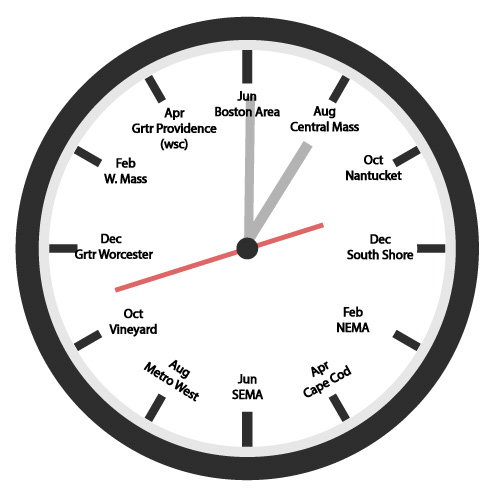 Jun
Boston Area
Aug
Central Mass
Oct
Nantucket
Dec
South Shore
Feb
NEMA
Apr
Cape Cod
Jun
SEMA
Aug
Metro West
Oct
Vineyard
Dec
Grtr Worcester
Feb
W. Mass
Apr
Grtr Providence
(wsc)